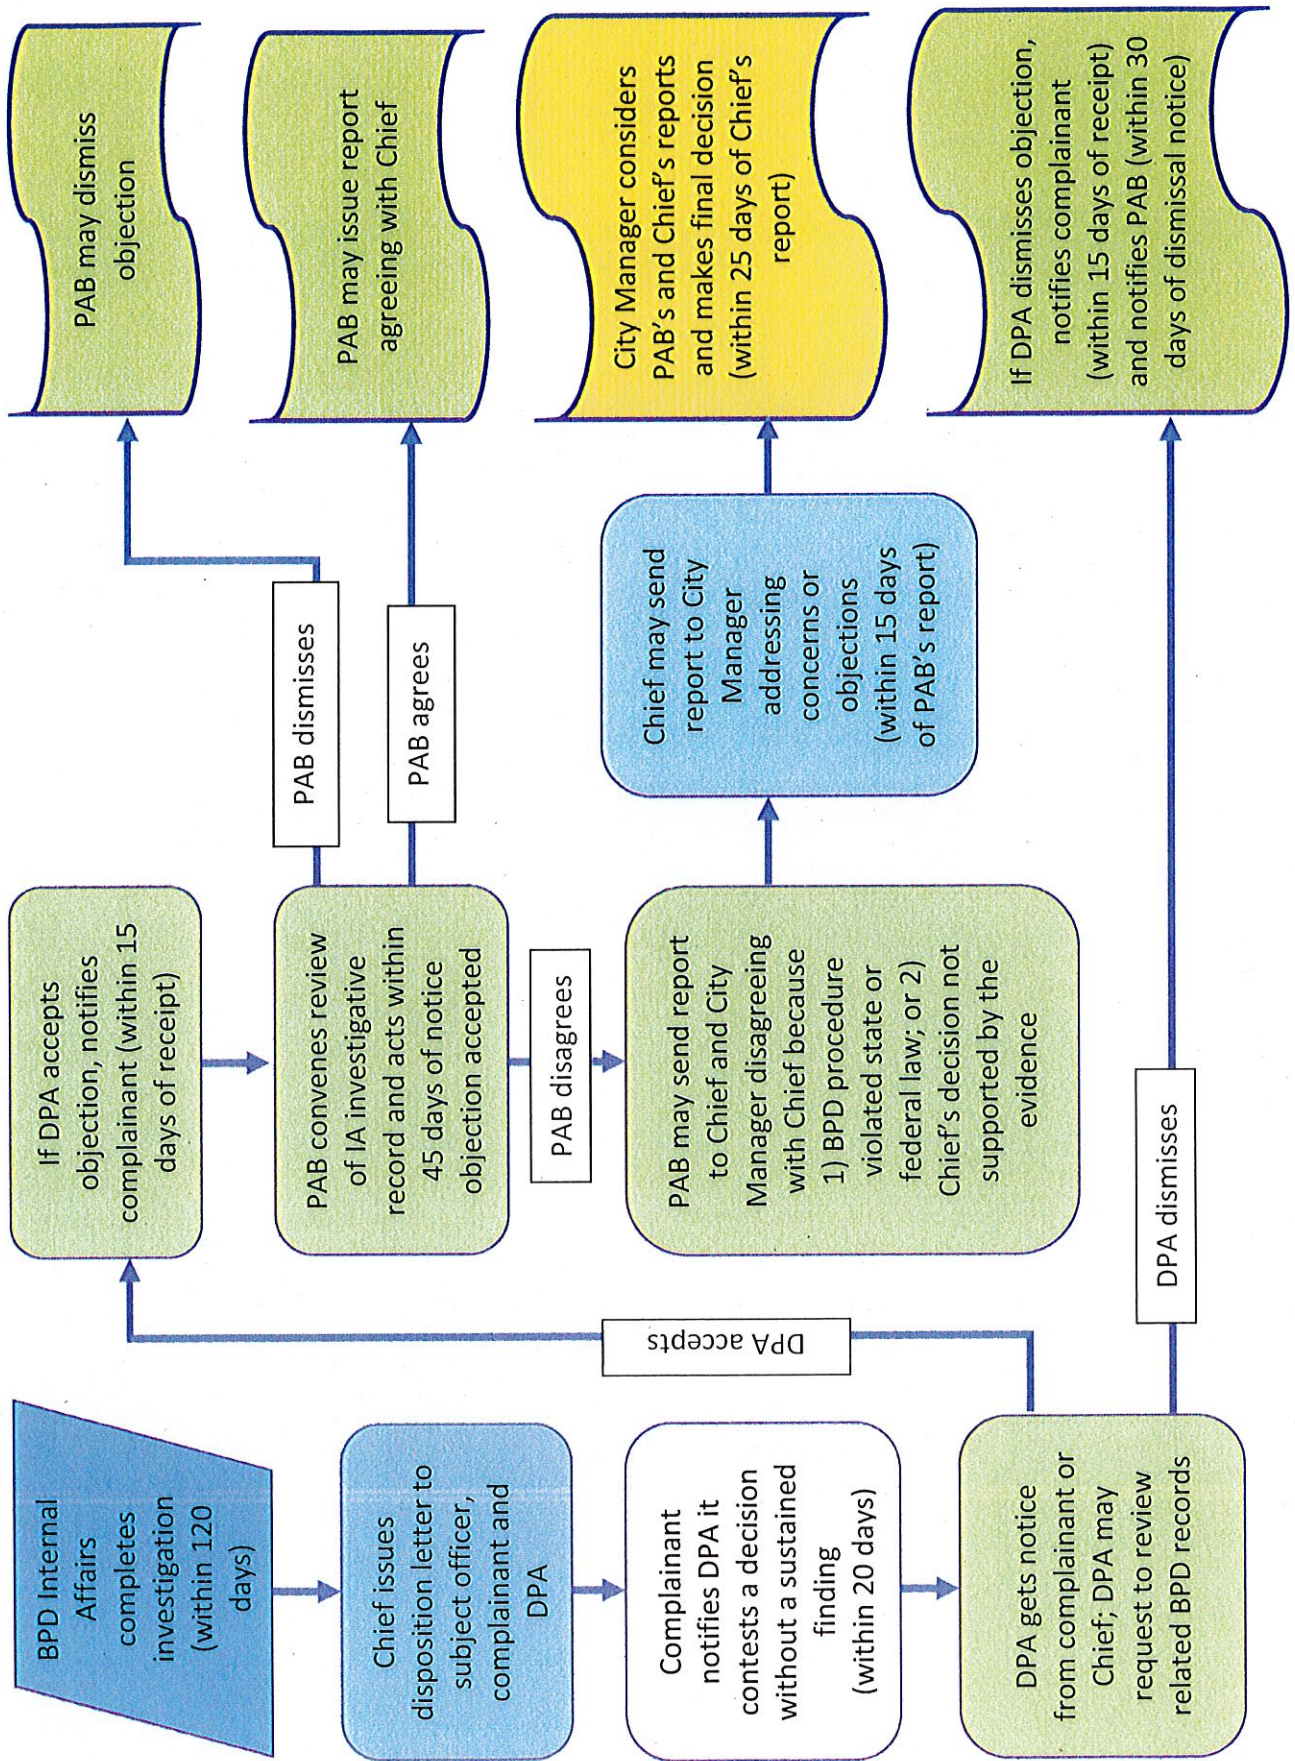 BPD Internal
Affairs
completes
investigation
(within 120
days)
Chief issues
disposition letter to
subject officer,
complainant and
DPA
Complainant
notifies DPA it
contests a decision
without a sustained
finding
(within 20 days)
DPA gets notice
from complainant or
Chief; DPA may
request to review
related BPD records
DPA accepts
DPA dismisses
If DPA accepts
objection, notifies
complainant (within 15
days of receipt)
PAB convenes review
of IA investigative
record and acts within
45 days of notice
objection accepted
PAB disagrees
PAB may send report
to Chief and City
Manager disagreeing
with Chief because
1) BPD procedure
violated state or
federal law; or 2)
Chief's decision not
supported by the
evidence
PAB dismisses
PAB agrees
Chief may send
report to City
Manager
addressing
concerns or
objections
(within 15 days
of PAB's report)
PAB may dismiss
objection
PAB may issue report
agreeing with Chief
City Manager considers
PAB's and Chief's reports
and makes final decision
(within 25 days of Chief's
report)
If DPA dismisses objection,
notifies complainant
(within 15 days of receipt)
and notifies PAB (within 30
days of dismissal notice)